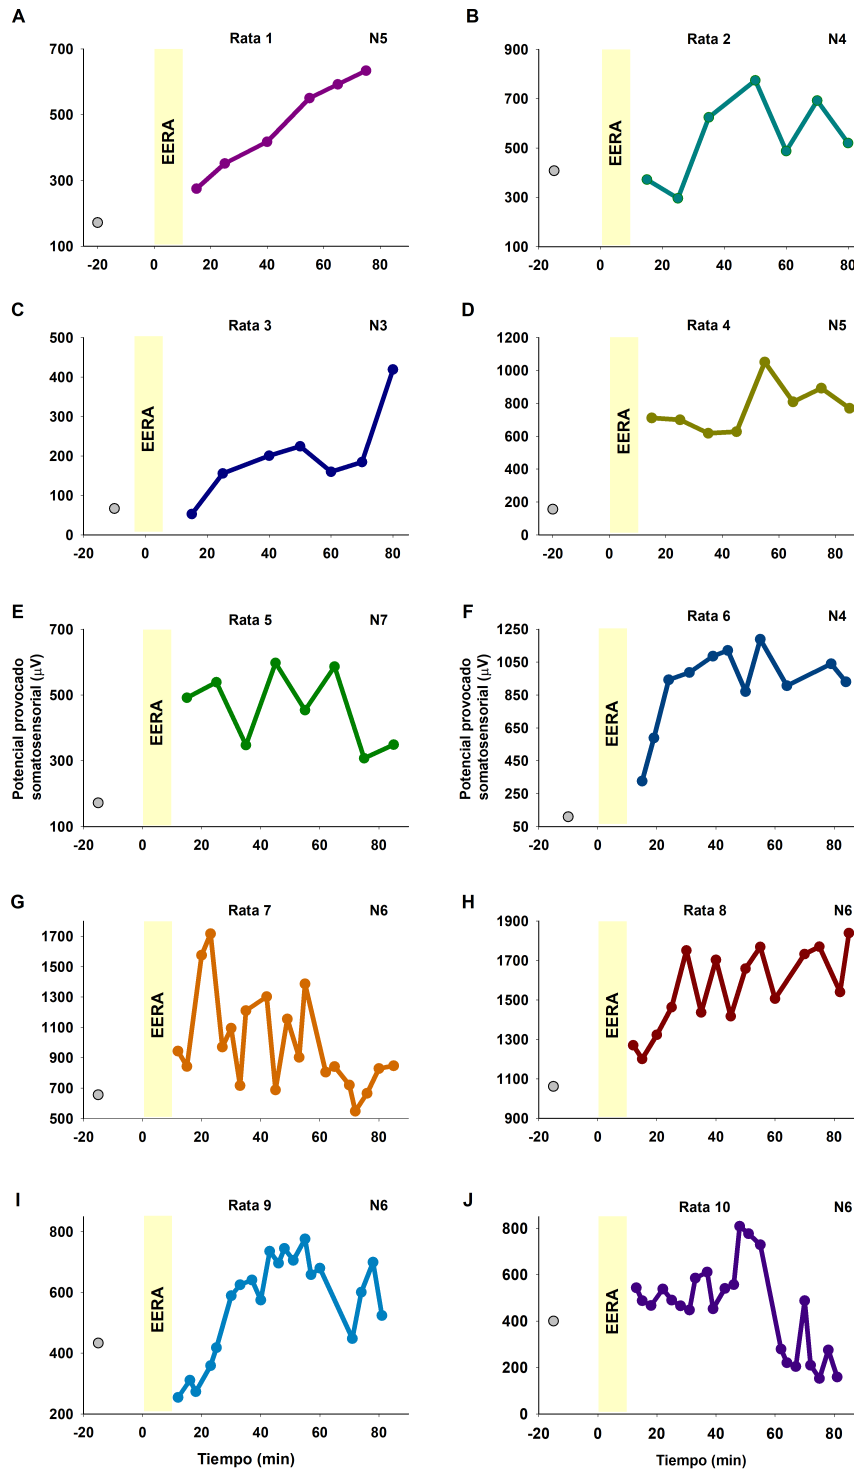 A
Rata 1 N5
700
500
300
100
EERA
-20 0 20 40 60 80
B
Rata 2 N4
900
700
500
300
100
EERA
-20 0 20 40 60 80
C
Rata 3 N3
500
400
300
200
100
0
EERA
-20 0 20 40 60 80
D
Rata 4 N5
1200
1000
800
600
400
200
0
EERA
-20 0 20 40 60 80
E
Rata 5 N7
Potencial provocado
somatosensorial (μV)
700
500
300
100
EERA
-20 0 20 40 60 80
F
Rata 6 N4
Potencial provocado
somatosensorial (μV)
1250
1050
850
650
450
250
50
EERA
-20 0 20 40 60 80
G
Rata 7 N6
1700
1500
1300
1100
900
700
500
EERA
-20 0 20 40 60 80
H
Rata 8 N6
1900
1700
1500
1300
1100
900
EERA
-20 0 20 40 60 80
I
Rata 9 N6
800
600
400
200
EERA
-20 0 20 40 60 80
Tiempo (min)
J
Rata 10 N6
800
600
400
200
0
EERA
-20 0 20 40 60 80
Tiempo (min)